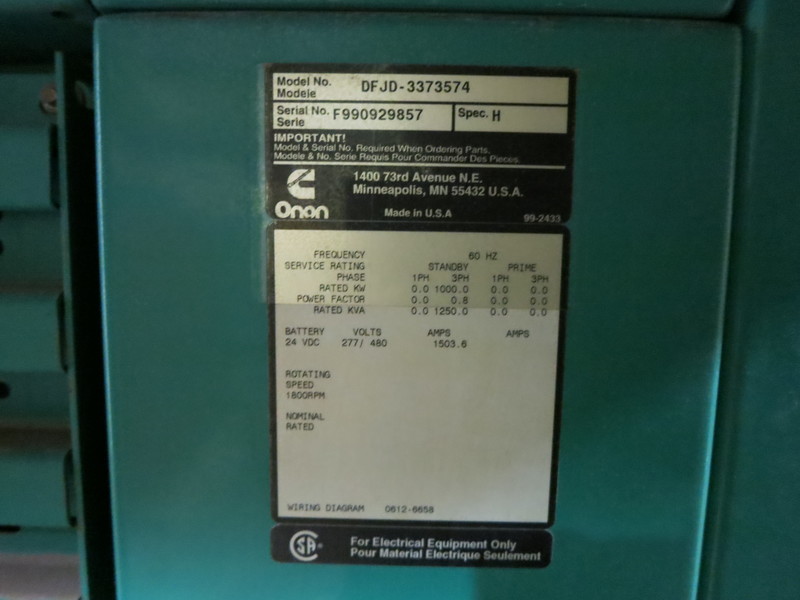 Model No. DFJD-3373574
Modele
Serial No. F990929857 Spec. H
Serie
IMPORTANT!
Model & Serial No. Required When Ordering Parts.
Modele & No. Serie Requis Pour Commander Des Pieces.
1400 73rd Avenue N.E.
Minneapolis, MN 55432 U.S.A.
Onan Made in U.S.A 99-2433
FREQUENCY 60 HZ
SERVICE RATING STANDBY PRIME
PHASE 1PH 3PH 1PH 3PH
RATED KW 0.0 1000.0 0.0 0.0
POWER FACTOR 0.0 0.8 0.0 0.0
RATED KVA 0.0 1250.0 0.0 0.0
BATTERY VOLTS AMPS AMPS
24 VDC 277/ 480 1503.6
ROTATING
SPEED
1800RPM
NOMINAL
RATED
WIRING DIAGRAM 0612-6658
SA For Electrical Equipment Only
Pour Material Electrique Seulement